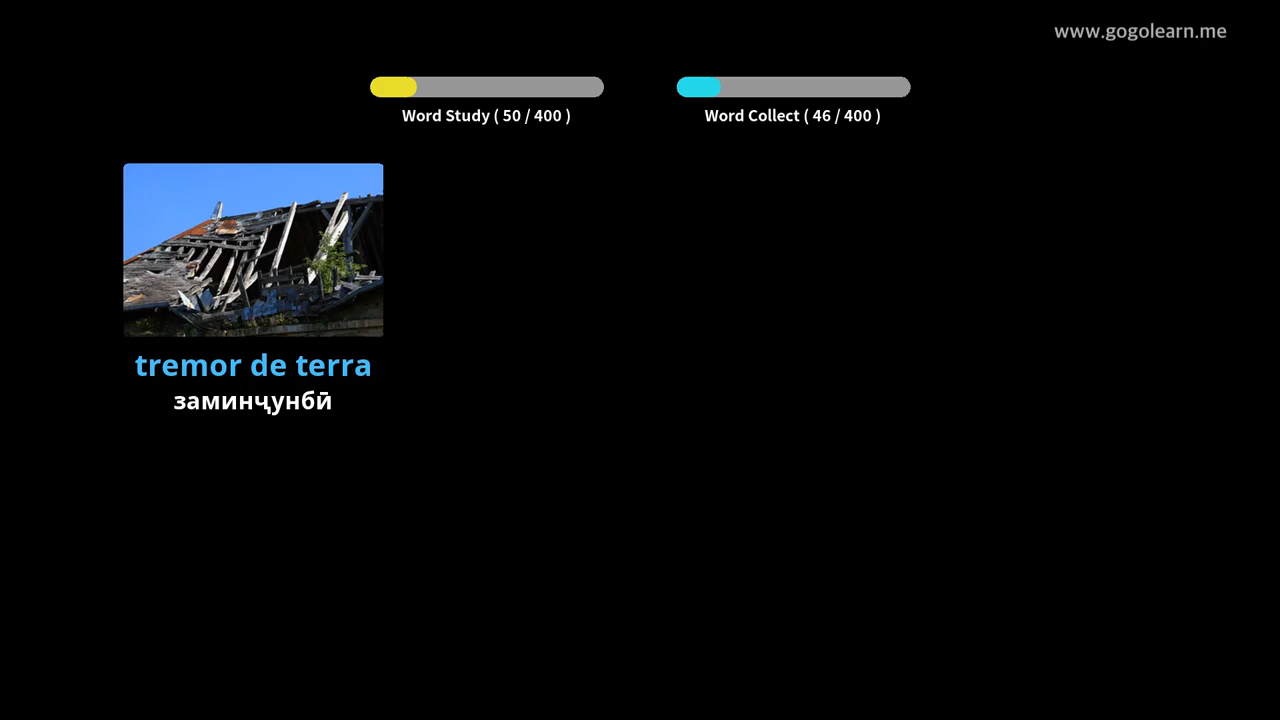 www.gogolearn.me
Word Study ( 50 / 400 )
Word Collect ( 46 / 400 )
tremor de terra
заминҷунбӣ